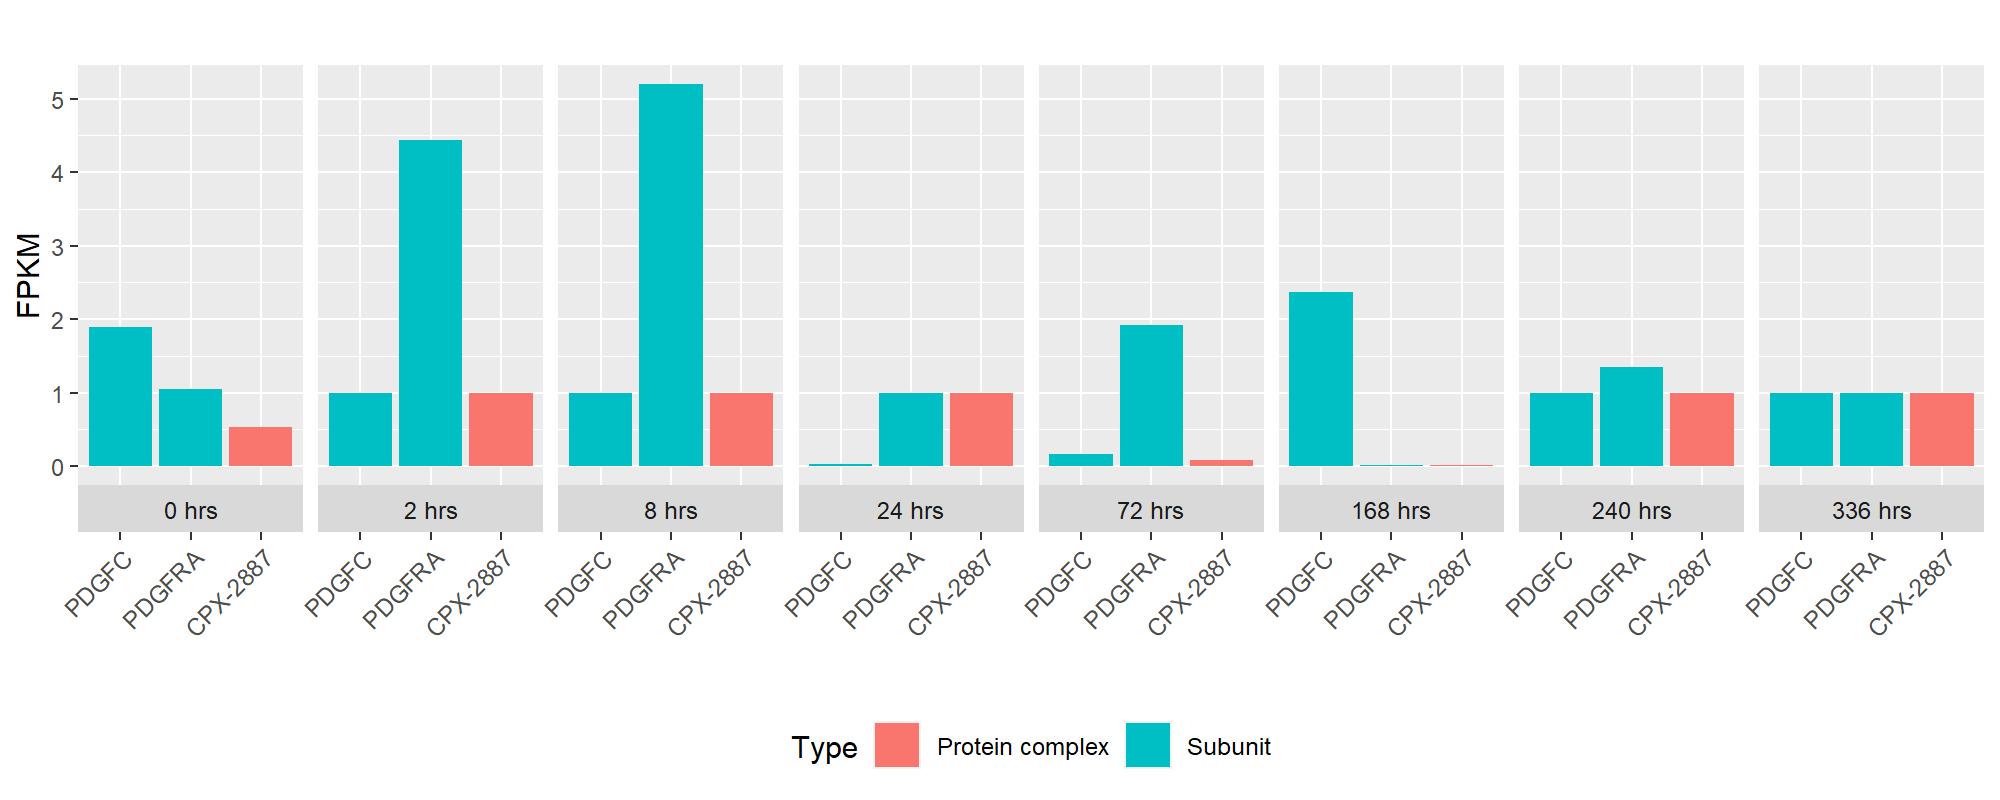 FPKM
5
4
3
2
1
0
0 hrs 2 hrs 8 hrs 24 hrs 72 hrs 168 hrs 240 hrs 336 hrs
PDGFC PDGFRA CPX-2887 PDGFC PDGFRA CPX-2887 PDGFC PDGFRA CPX-2887 PDGFC PDGFRA CPX-2887 PDGFC PDGFRA CPX-2887 PDGFC PDGFRA CPX-2887 PDGFC PDGFRA CPX-2887 PDGFC PDGFRA CPX-2887
Type Protein complex Subunit